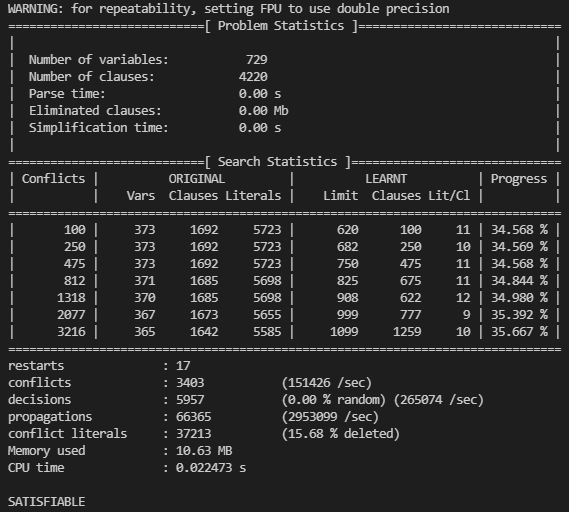 WARNING: for repeatability, setting FPU to use double precision
============================[ Problem Statistics ]=============================
|                                                                             |
|  Number of variables:           729                                         |
|  Number of clauses:            4220                                         |
|  Parse time:                   0.00 s                                       |
|  Eliminated clauses:           0.00 Mb                                      |
|  Simplification time:          0.00 s                                       |
|                                                                             |
============================[ Search Statistics ]==============================
| Conflicts |          ORIGINAL         |          LEARNT          | Progress |
|           |    Vars  Clauses Literals |    Limit  Clauses Lit/Cl |          |
===============================================================================
|       100 |     373     1692     5723 |      620      100     11 | 34.568 % |
|       250 |     373     1692     5723 |      682      250     10 | 34.569 % |
|       475 |     373     1692     5723 |      750      475     11 | 34.568 % |
|       812 |     371     1685     5698 |      825      675     11 | 34.844 % |
|      1318 |     370     1685     5698 |      908      622     12 | 34.980 % |
|      2077 |     367     1673     5655 |      999      777      9 | 35.392 % |
|      3216 |     365     1642     5585 |     1099     1259     10 | 35.667 % |
===============================================================================
restarts              : 17
conflicts             : 3403           (151426 /sec)
decisions             : 5957           (0.00 % random) (265074 /sec)
propagations          : 66365          (2953099 /sec)
conflict literals     : 37213          (15.68 % deleted)
Memory used           : 10.63 MB
CPU time              : 0.022473 s

SATISFIABLE